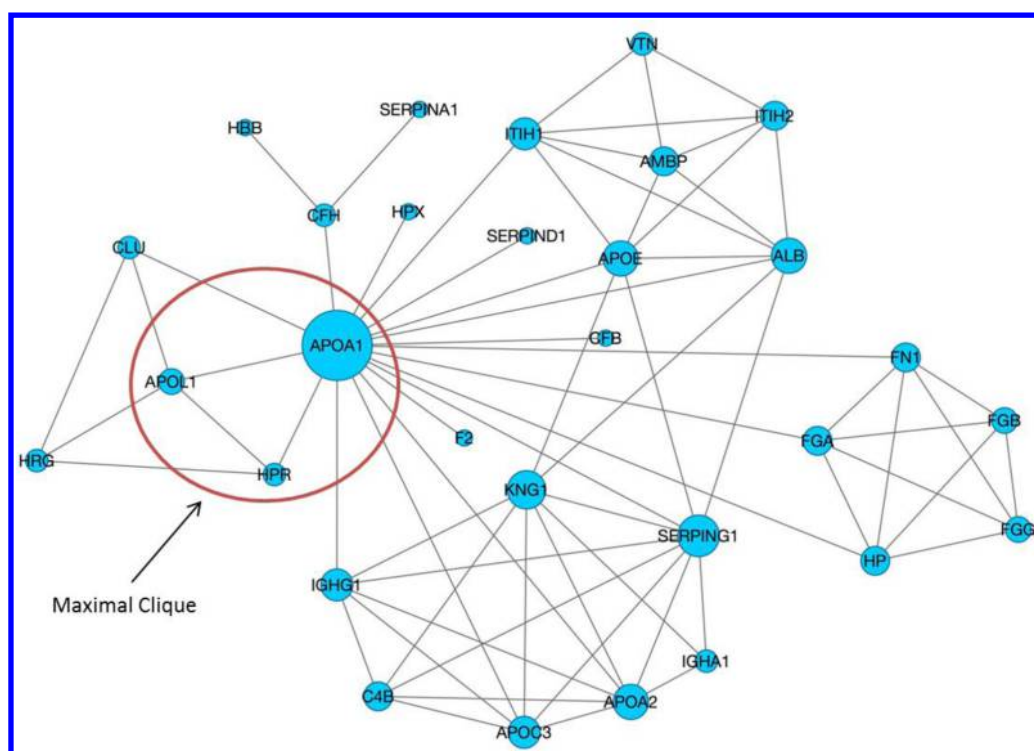 VTN
SERPINA1
ITIH2
HBB
ITIH1
AMBP
HPX
CFH
SERPIND1
CLU
APOE
ALB
CFB
APOA1
FN1
APOL1
FGB
F2
FGA
HRG
HPR
KNG1
FGG
SERPING1
HP
IGHG1
Maximal Clique
IGHA1
C4B
APOA2
APOC3